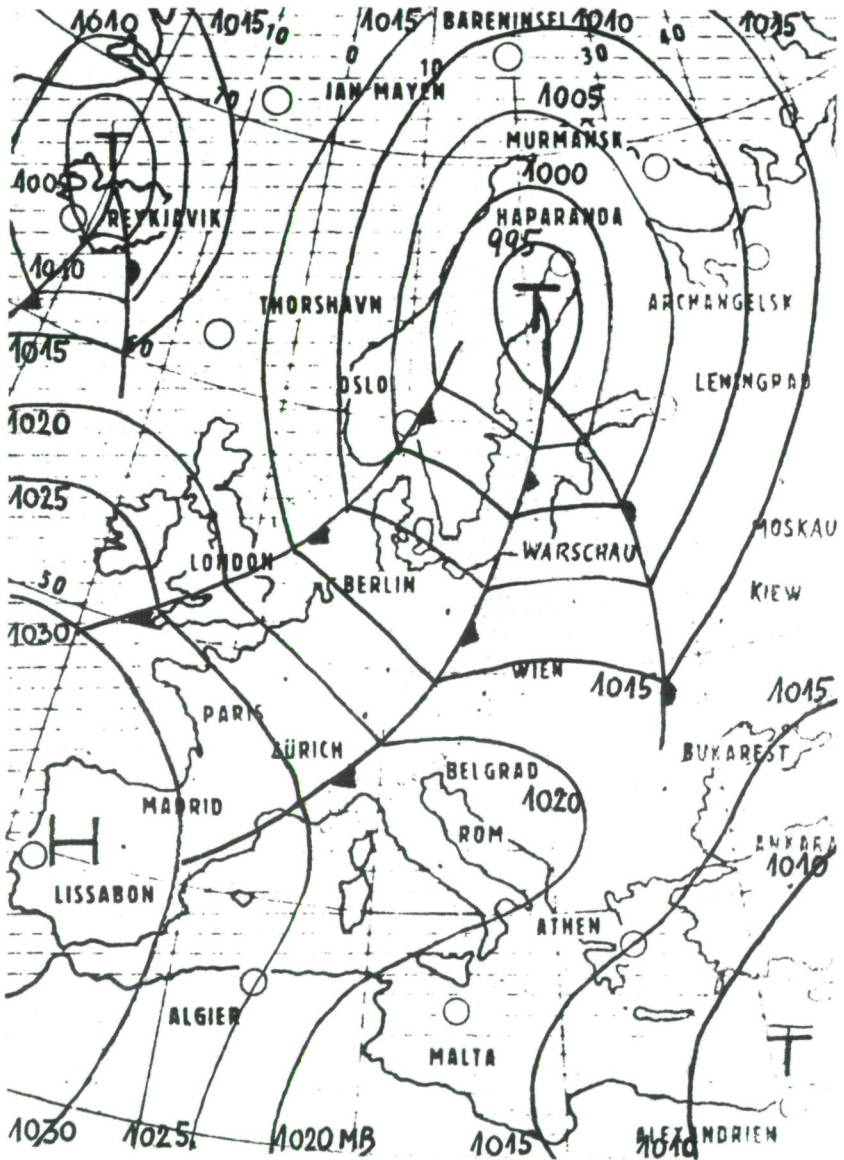 1010
1015
10
1015
BÄRENINSEL
1010
40
1015
0
10
30
JAN MAYEN
70
1005
MURMANSK
T
1000
1005
REYKJAVIK
HAPARANDA
995
1010
T
THORSHAVN
ARCHANGELSK
1015
60
OSLO
LENINGRAD
1020
1025
MOSKAU
LONDON
WARSCHAU
50
BERLIN
KIEW
1030
WIEN
1015
1015
PARIS
ZÜRICH
BUKAREST
BELGRAD
MADRID
1020
ROM
ANKARA
H
1010
LISSABON
ATHEN
ALGIER
T
MALTA
1030
1025
1020 MB
1015
1010
ALEXANDRIEN